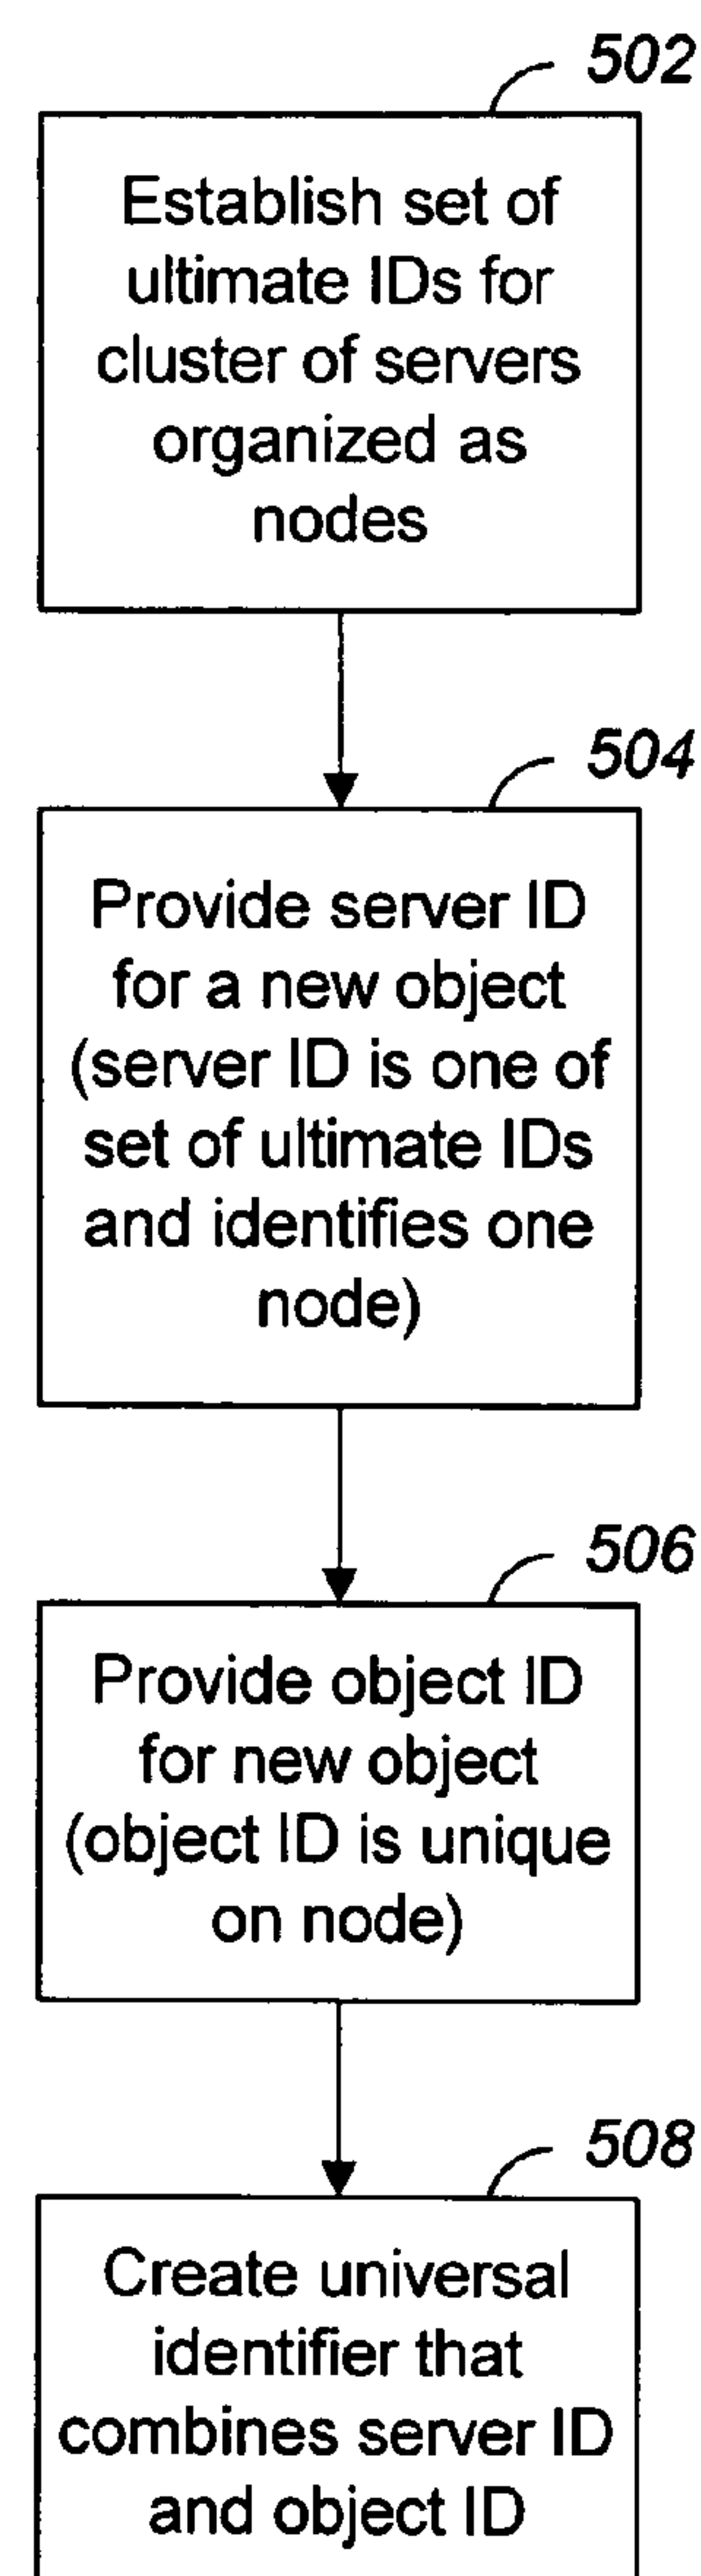 502
Establish set of
ultimate IDs for
cluster of servers
organized as
nodes
504
Provide server ID
for a new object
(server ID is one of
set of ultimate IDs
and identifies one
node)
506
Provide object ID
for new object
(object ID is unique
on node)
508
Create universal
identifier that
combines server ID
and object ID